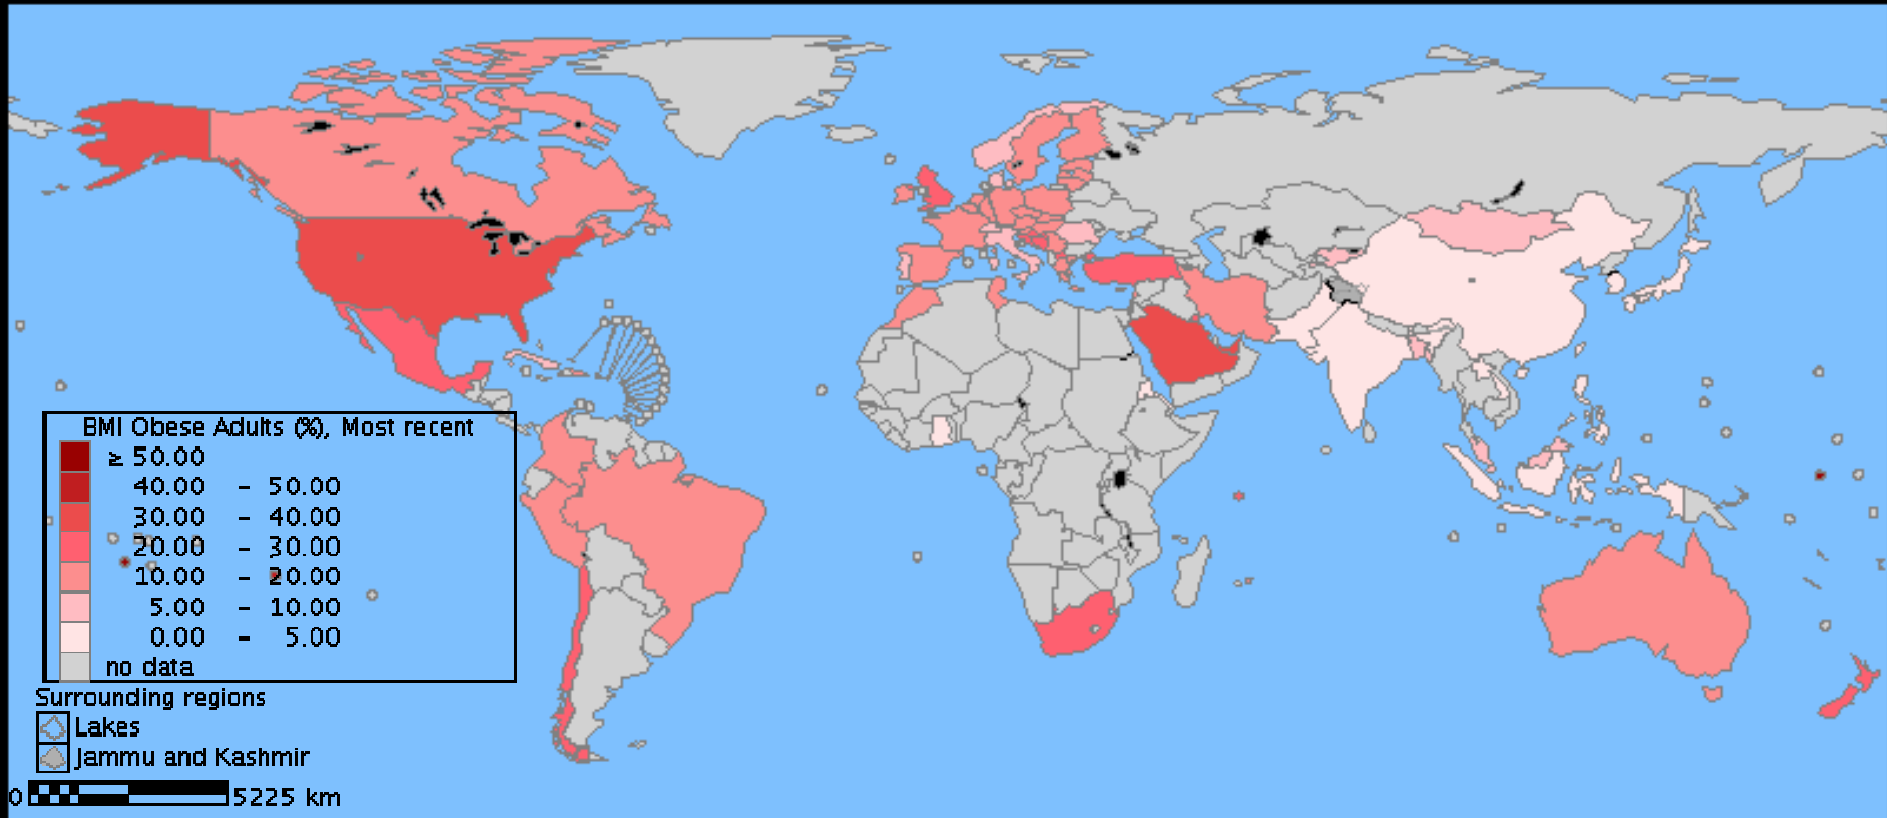 BMI Obese Adults (%), Most recent
≥ 50.00
40.00 - 50.00
30.00 - 40.00
20.00 - 30.00
10.00 - 20.00
5.00 - 10.00
0.00 - 5.00
no data
Surrounding regions
Lakes
Jammu and Kashmir
0 5225 km